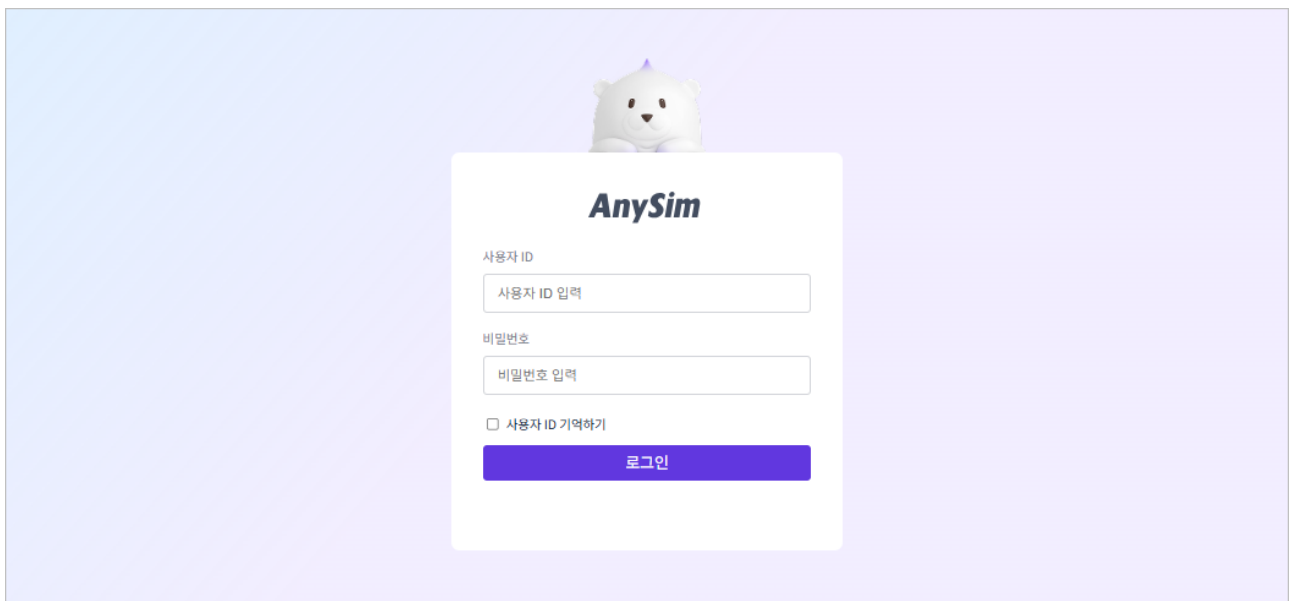 AnySim
사용자 ID
사용자 ID 입력
비밀번호
비밀번호 입력
사용자 ID 기억하기
로그인